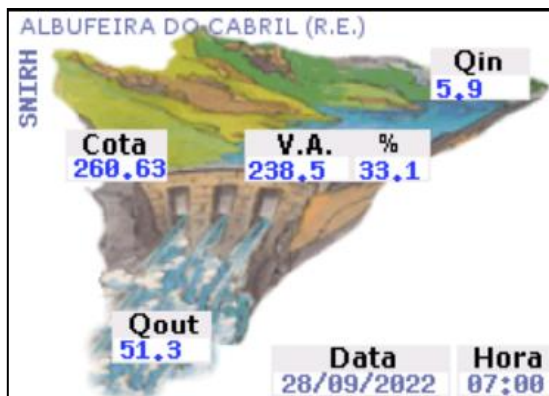 ALBUFEIRA DO CABRIL (R.E.)
SNIRH
Qin
5.9
Cota
260.63
V.A. %
238.5 33.1
Qout
51.3
Data Hora
28/09/2022 07:00